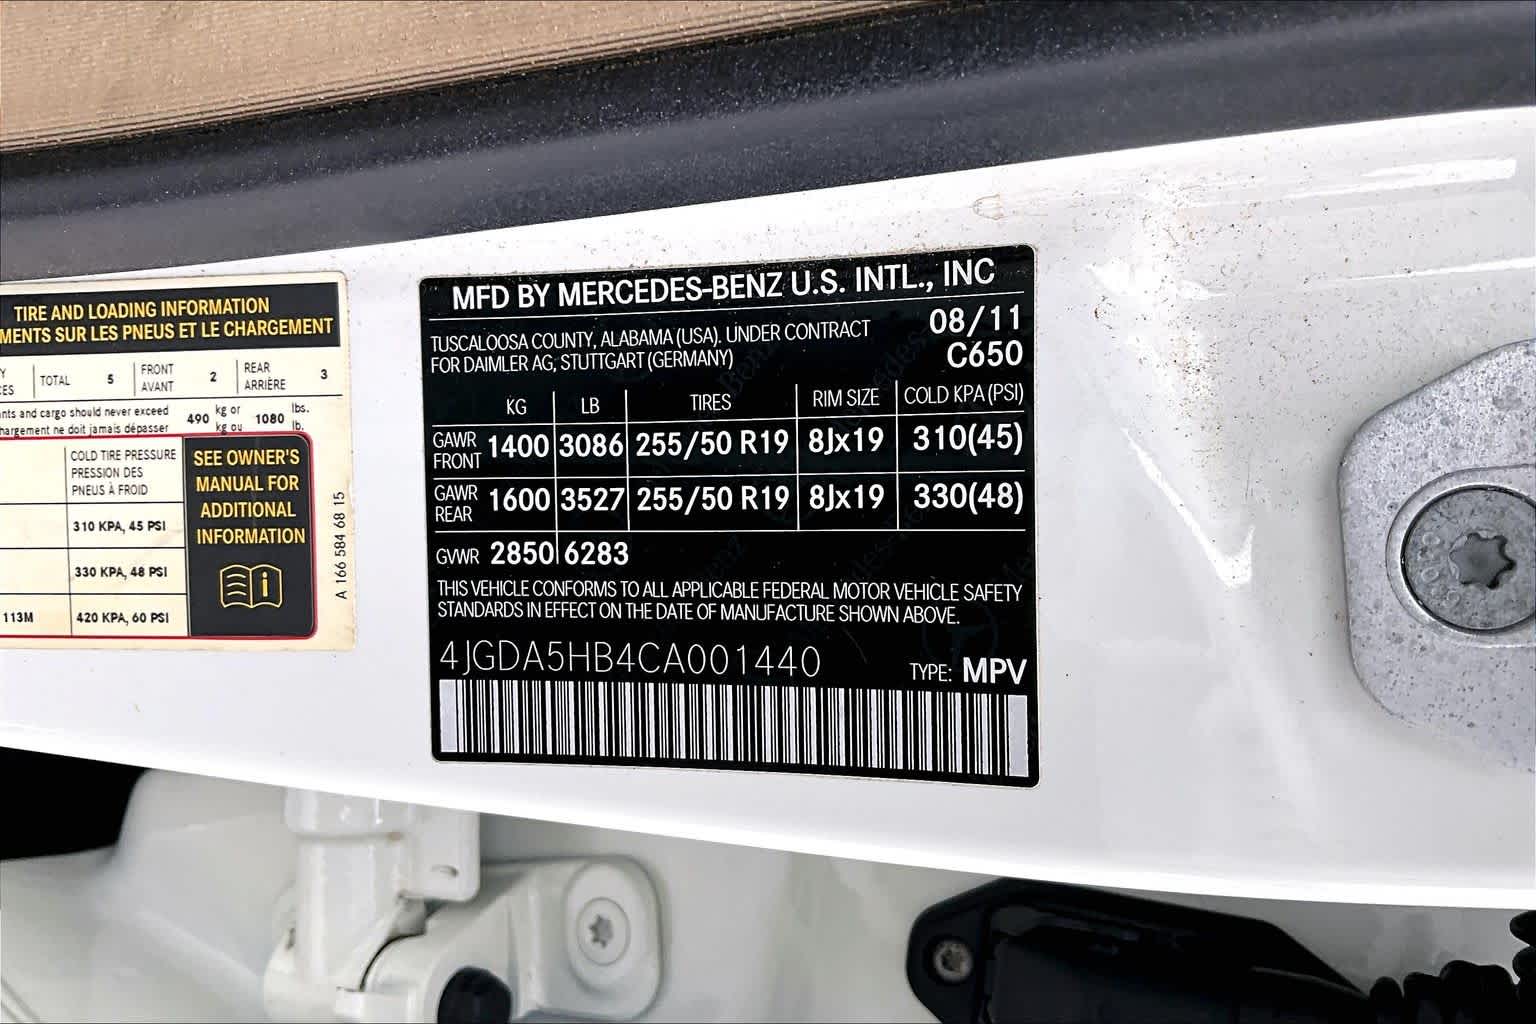 TIRE AND LOADING INFORMATION
MENTS SUR LES PNEUS ET LE CHARGEMENT
TOTAL 5 FRONT AVANT 2 REAR ARRIÈRE 3
and cargo should never exceed 490 kg or 1080 lbs.
ne doit jamais dépasser kg ou lb.
COLD TIRE PRESSURE
PRESSION DES
PNEUS À FROID
310 KPA, 45 PSI
330 KPA, 48 PSI
113M 420 KPA, 60 PSI
SEE OWNER'S
MANUAL FOR
ADDITIONAL
INFORMATION
A 166 584 68 15
MFD BY MERCEDES-BENZ U.S. INTL., INC
TUSCALOOSA COUNTY, ALABAMA (USA). UNDER CONTRACT
FOR DAIMLER AG, STUTTGART (GERMANY)
08/11
C650
KG LB TIRES RIM SIZE COLD KPA (PSI)
GAWR FRONT 1400 3086 255/50 R19 8Jx19 310(45)
GAWR REAR 1600 3527 255/50 R19 8Jx19 330(48)
GVWR 2850 6283
THIS VEHICLE CONFORMS TO ALL APPLICABLE FEDERAL MOTOR VEHICLE SAFETY
STANDARDS IN EFFECT ON THE DATE OF MANUFACTURE SHOWN ABOVE.
4JGDA5HB4CA001440
TYPE: MPV